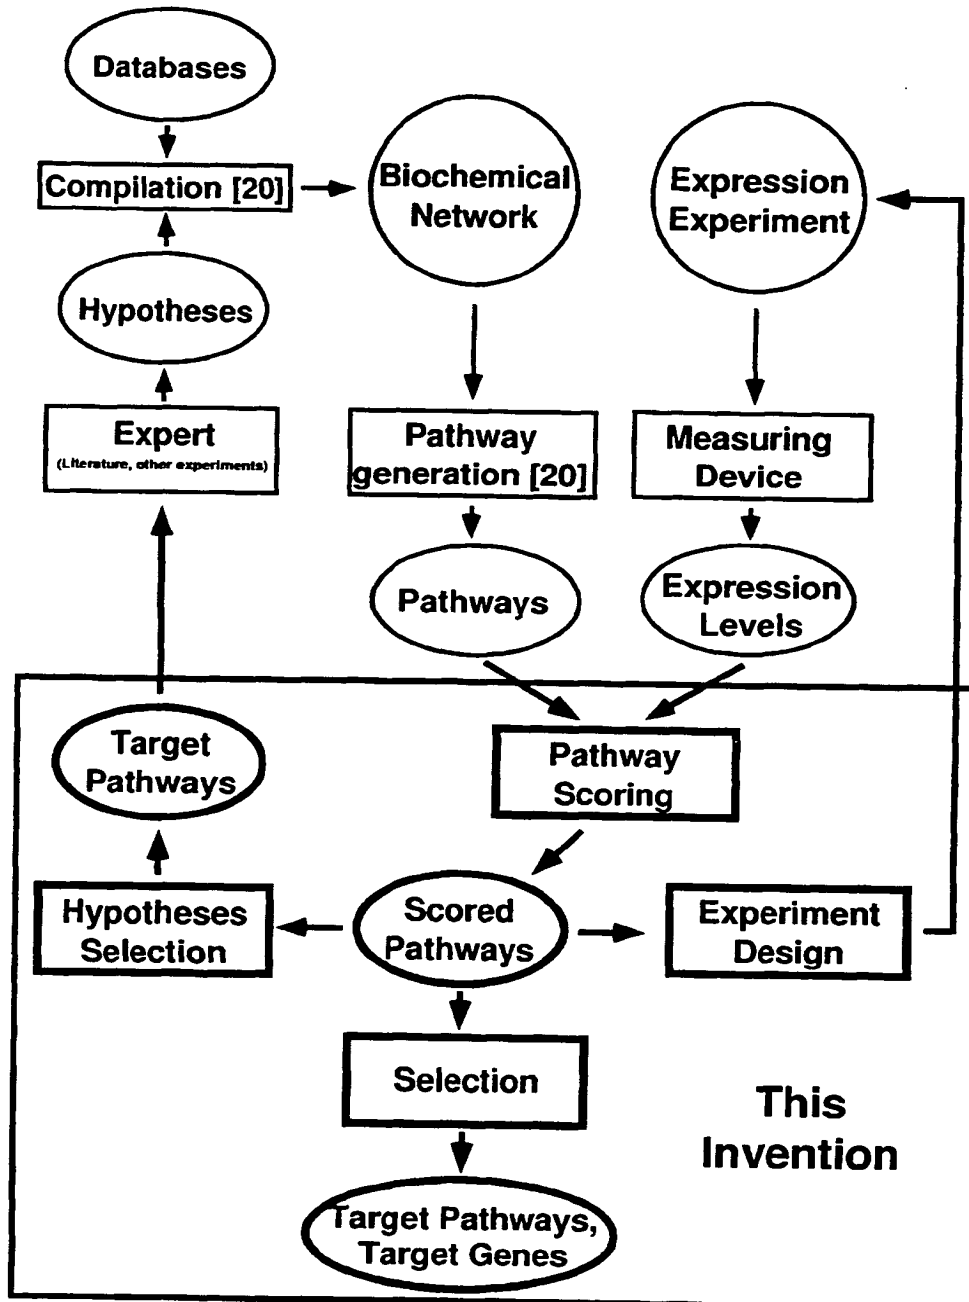 Databases
Compilation [20]
Biochemical
Network
Expression
Experiment
Hypotheses
Expert
(Literature, other experiments)
Pathway
generation [20]
Measuring
Device
Pathways
Expression
Levels
Target
Pathways
Pathway
Scoring
Hypotheses
Selection
Scored
Pathways
Experiment
Design
Selection
This
Invention
Target Pathways,
Target Genes